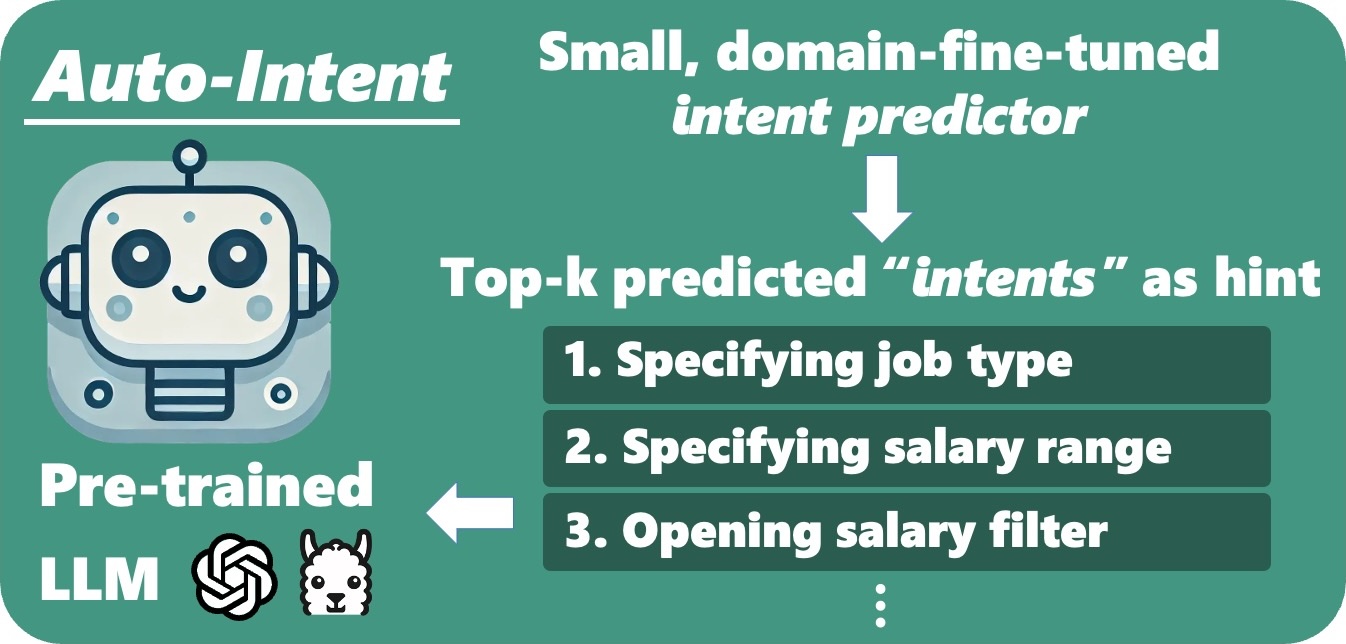 Auto-Intent
Small, domain-fine-tuned
intent predictor
Top-k predicted “intents” as hint
1. Specifying job type
2. Specifying salary range
3. Opening salary filter
Pre-trained
LLM